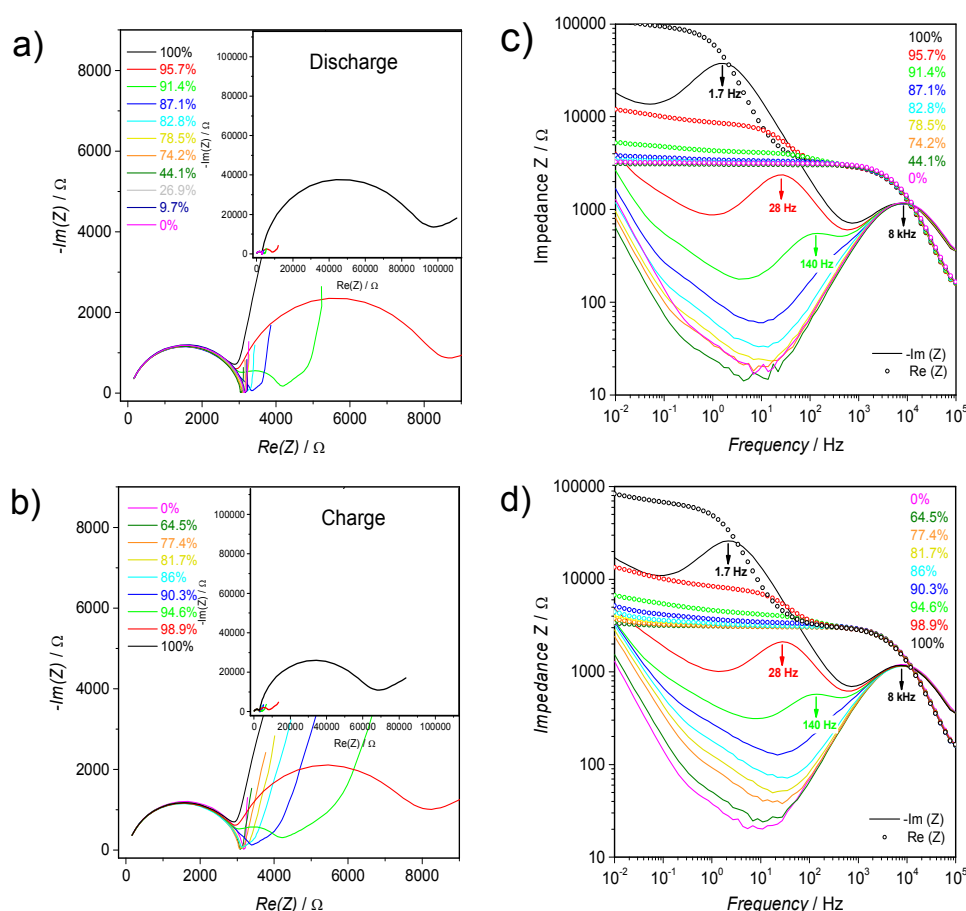 a)
-Im(Z) / Ω
8000
6000
4000
2000
0
0 2000 4000 6000 8000
Re(Z) / Ω
100%
95.7%
91.4%
87.1%
82.8%
78.5%
74.2%
44.1%
26.9%
9.7%
0%
Discharge
-Im(Z) / Ω
100000
80000
60000
40000
20000
0
0 20000 40000 60000 80000 100000
Re(Z) / Ω
c)
Impedance Z / Ω
100000
10000
1000
100
10
10⁻² 10⁻¹ 10⁰ 10¹ 10² 10³ 10⁴ 10⁵
Frequency / Hz
100%
95.7%
91.4%
87.1%
82.8%
78.5%
74.2%
44.1%
0%
1.7 Hz
28 Hz
140 Hz
8 kHz
-Im (Z)
Re (Z)
b)
-Im(Z) / Ω
8000
6000
4000
2000
0
0 2000 4000 6000 8000
Re(Z) / Ω
0%
64.5%
77.4%
81.7%
86%
90.3%
94.6%
98.9%
100%
Charge
-Im(Z) / Ω
100000
80000
60000
40000
20000
0
0 20000 40000 60000 80000 100000
Re(Z) / Ω
d)
Impedance Z / Ω
100000
10000
1000
100
10
10⁻² 10⁻¹ 10⁰ 10¹ 10² 10³ 10⁴ 10⁵
Frequency / Hz
0%
64.5%
77.4%
81.7%
86%
90.3%
94.6%
98.9%
100%
1.7 Hz
28 Hz
140 Hz
8 kHz
-Im (Z)
Re (Z)